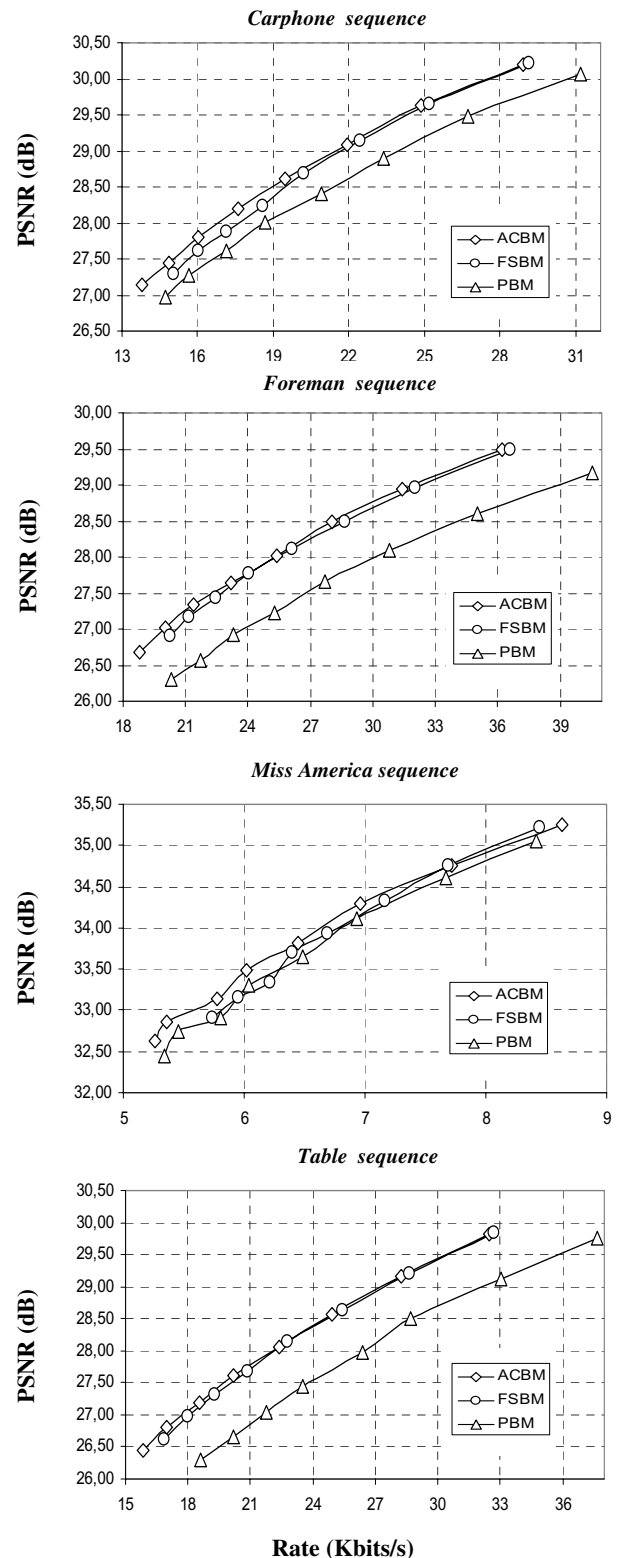 Carphone sequence
30,50
30,00
29,50
29,00
28,50
28,00
27,50
27,00
26,50
PSNR (dB)
ACBM
FSBM
PBM
13 16 19 22 25 28 31
Foreman sequence
30,00
29,50
29,00
28,50
28,00
27,50
27,00
26,50
26,00
PSNR (dB)
ACBM
FSBM
PBM
18 21 24 27 30 33 36 39
Miss America sequence
35,50
35,00
34,50
34,00
33,50
33,00
32,50
32,00
PSNR (dB)
ACBM
FSBM
PBM
5 6 7 8 9
Table sequence
30,50
30,00
29,50
29,00
28,50
28,00
27,50
27,00
26,50
26,00
PSNR (dB)
ACBM
FSBM
PBM
15 18 21 24 27 30 33 36
Rate (Kbits/s)